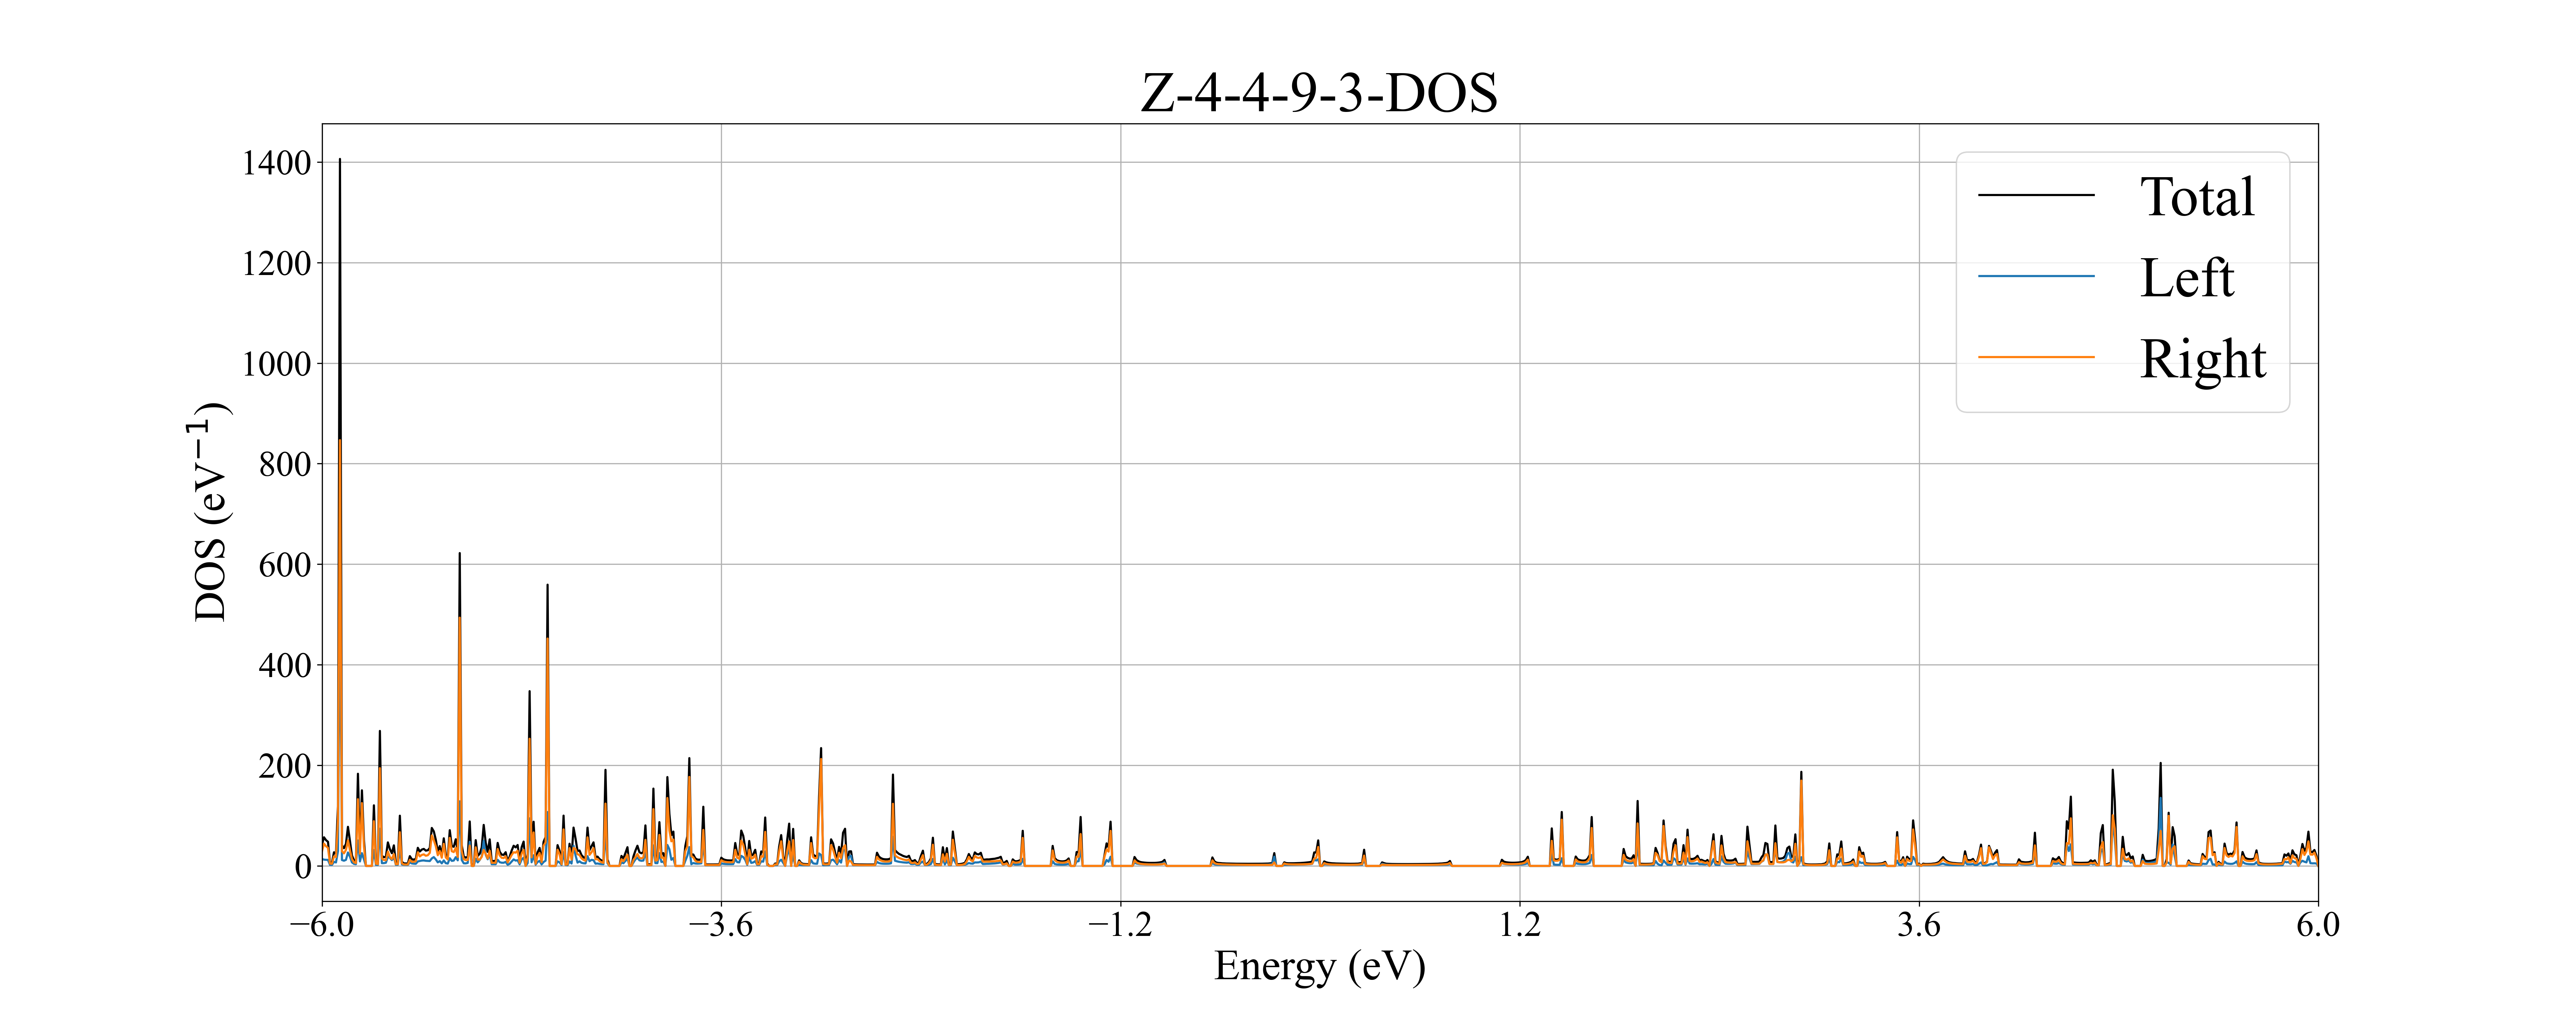 Z-4-4-9-3-DOS
1400
1200
1000
800
600
400
200
0
DOS (eV⁻¹)
Total
Left
Right
−6.0
−3.6
−1.2
1.2
3.6
6.0
Energy (eV)